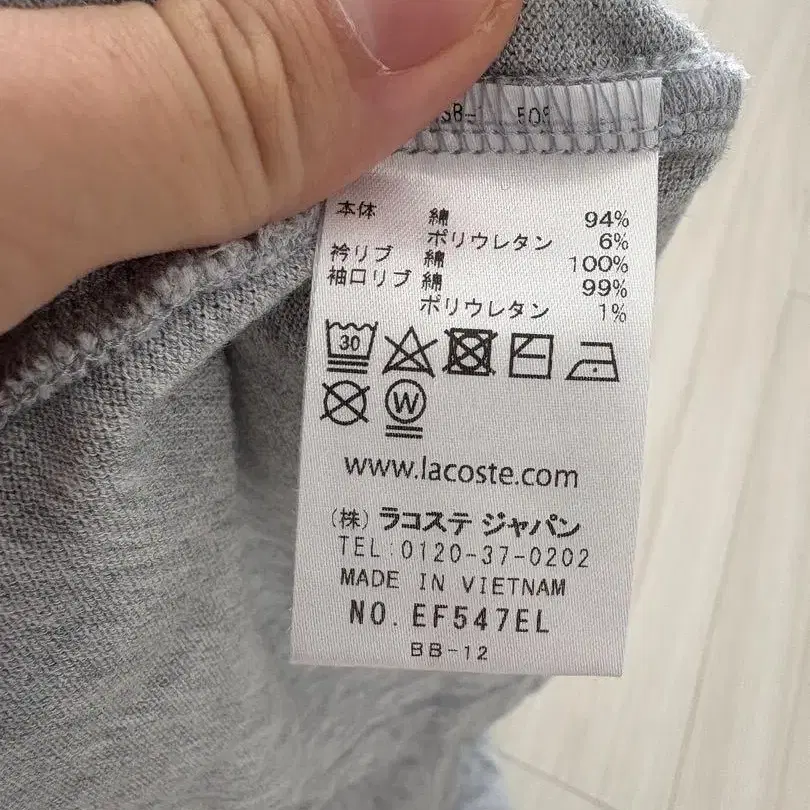 本体 綿 94%
ポリウレタン 6%
衿リブ 綿 100%
袖口リブ 綿 99%
ポリウレタン 1%
30
W
www.lacoste.com
(株) ラコステ ジャパン
TEL:0120-37-0202
MADE IN VIETNAM
NO. EF547EL
BB-12